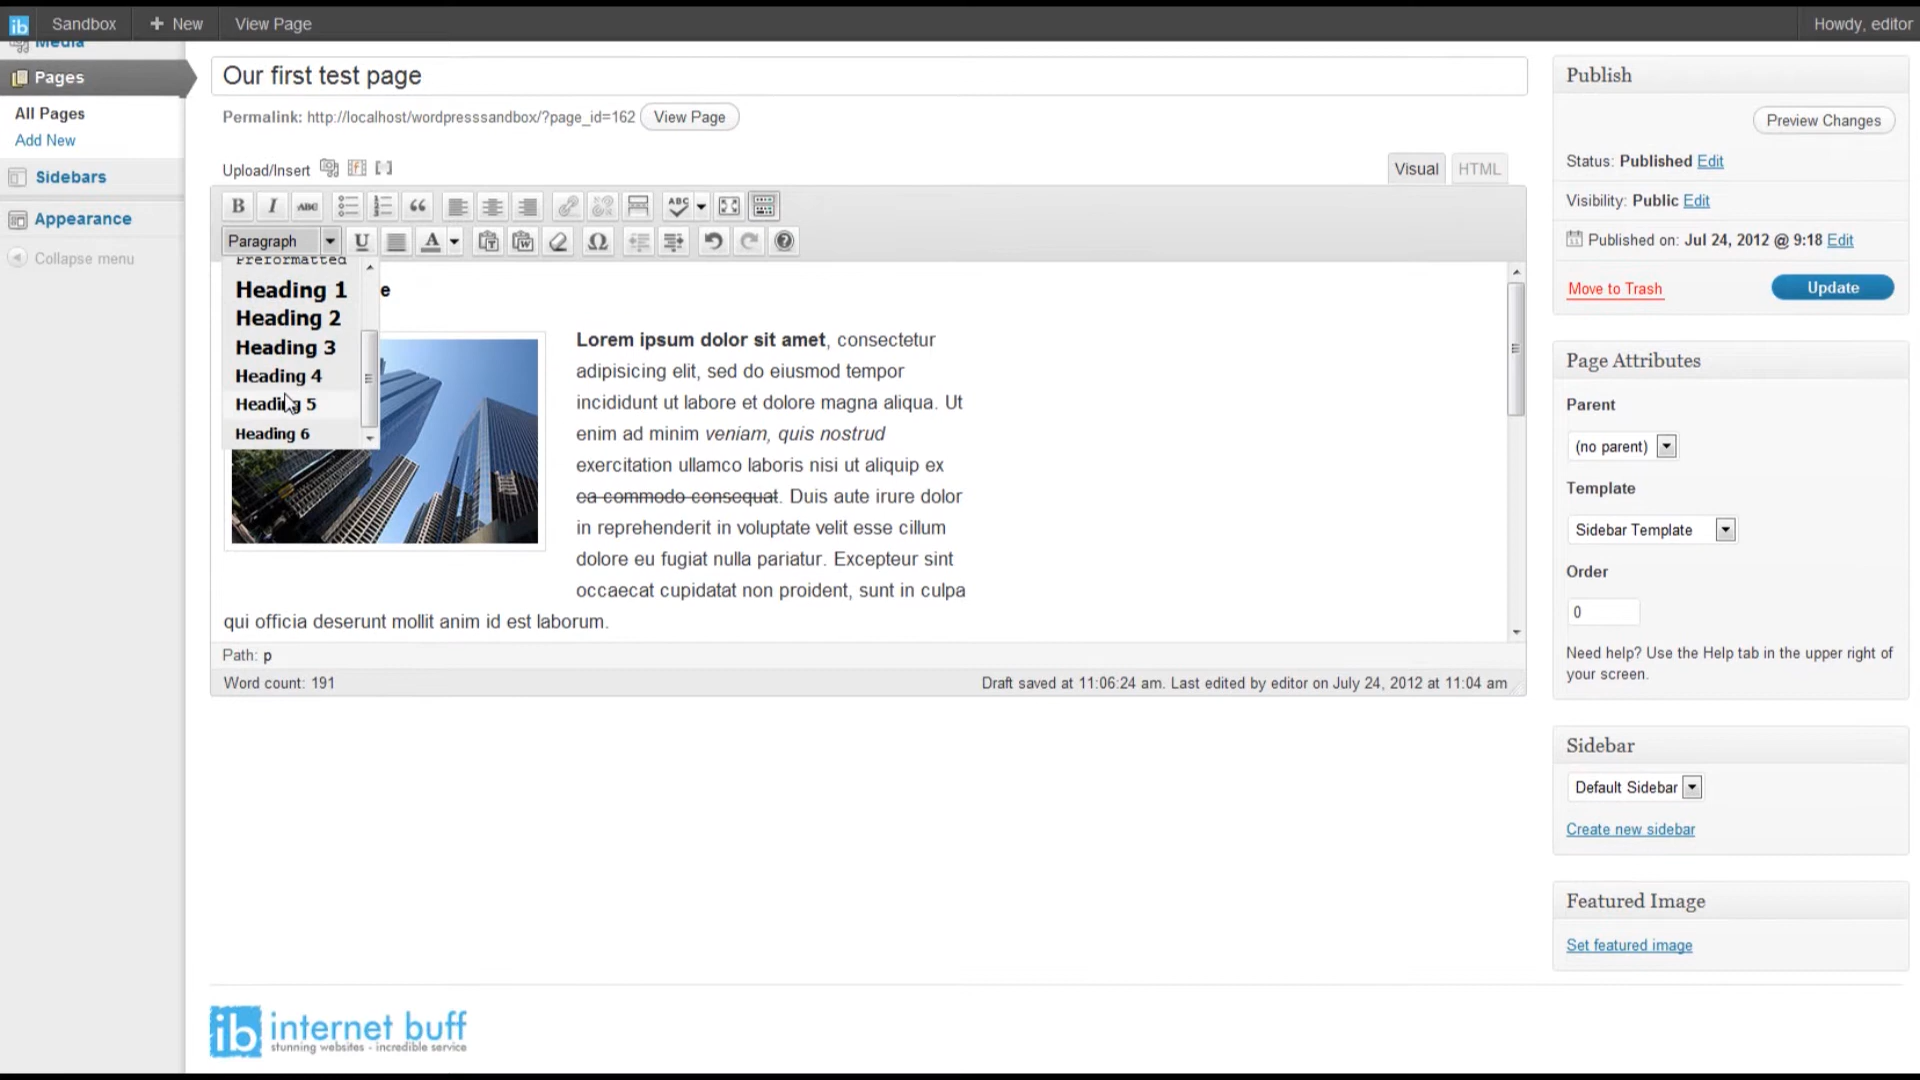 ib Sandbox + New View Page Howdy, editor
Media
Pages
All Pages
Add New
Sidebars
Appearance
Collapse menu
Our first test page
Permalink: http://localhost/wordpresssandbox/?page_id=162 View Page
Upload/Insert
Visual HTML
B I ABC ABC
Paragraph U A T W Ω
Preformatted
Heading 1
Heading 2
Heading 3
Heading 4
Heading 5
Heading 6
e
Lorem ipsum dolor sit amet, consectetur
adipisicing elit, sed do eiusmod tempor
incididunt ut labore et dolore magna aliqua. Ut
enim ad minim veniam, quis nostrud
exercitation ullamco laboris nisi ut aliquip ex
ea commodo consequat. Duis aute irure dolor
in reprehenderit in voluptate velit esse cillum
dolore eu fugiat nulla pariatur. Excepteur sint
occaecat cupidatat non proident, sunt in culpa
qui officia deserunt mollit anim id est laborum.
Path: p
Word count: 191 Draft saved at 11:06:24 am. Last edited by editor on July 24, 2012 at 11:04 am
Publish
Preview Changes
Status: Published Edit
Visibility: Public Edit
Published on: Jul 24, 2012 @ 9:18 Edit
Move to Trash Update
Page Attributes
Parent
(no parent)
Template
Sidebar Template
Order
0
Need help? Use the Help tab in the upper right of
your screen.
Sidebar
Default Sidebar
Create new sidebar
Featured Image
Set featured image
ib internet buff
stunning websites - incredible service